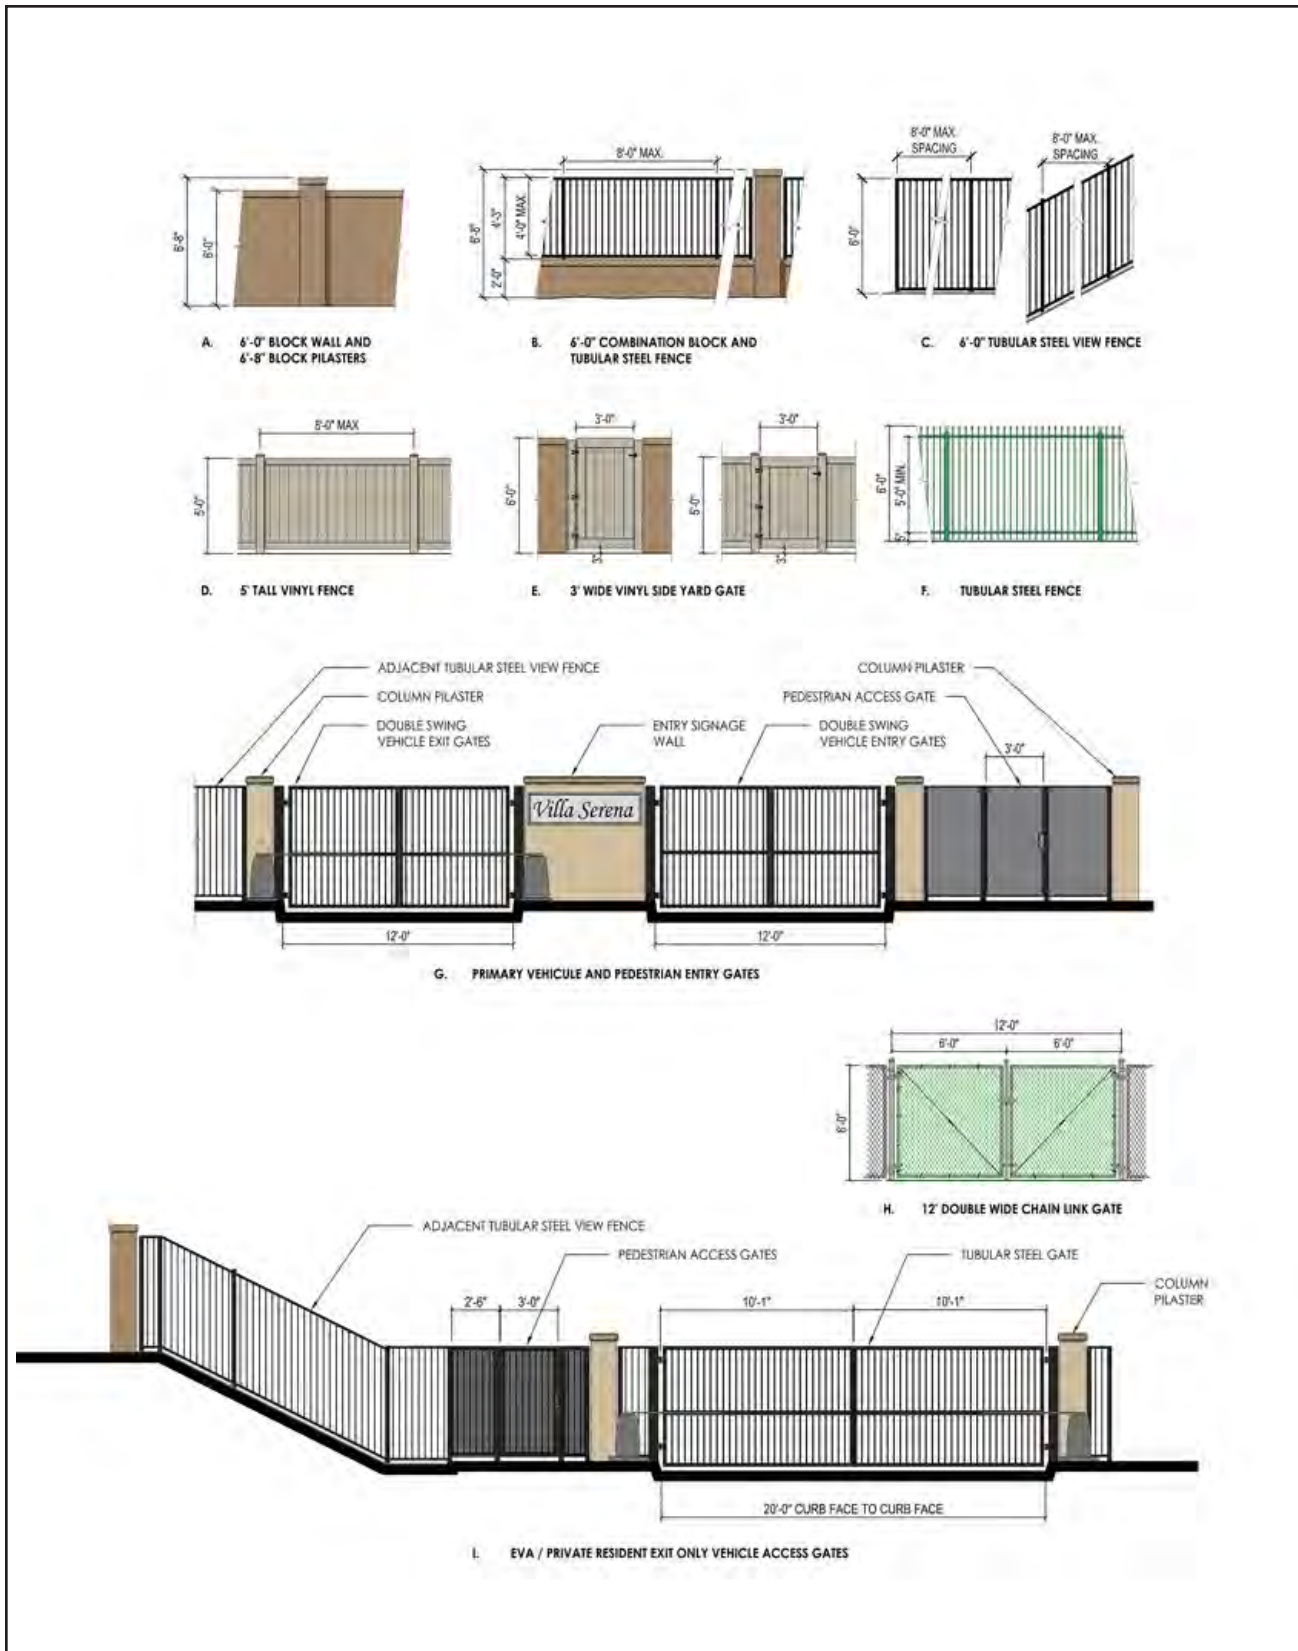 8'-0" MAX.
6'-8"
6'-0"
A. 6'-0" BLOCK WALL AND
6'-8" BLOCK PILASTERS
6'-8"
4'-3"
4'-0" MAX.
2'-0"
B. 6'-0" COMBINATION BLOCK AND
TUBULAR STEEL FENCE
8'-0" MAX.
SPACING
8'-0" MAX.
SPACING
6'-0"
C. 6'-0" TUBULAR STEEL VIEW FENCE
8'-0" MAX
5'-0"
D. 5' TALL VINYL FENCE
3'-0"
6'-0"
3"
3'-0"
5'-0"
3"
E. 3' WIDE VINYL SIDE YARD GATE
6'-0"
5'-0" MIN.
F. TUBULAR STEEL FENCE
ADJACENT TUBULAR STEEL VIEW FENCE
COLUMN PILASTER
DOUBLE SWING
VEHICLE EXIT GATES
ENTRY SIGNAGE
WALL
COLUMN PILASTER
PEDESTRIAN ACCESS GATE
DOUBLE SWING
VEHICLE ENTRY GATES
3'-0"
Villa Serena
12'-0"
12'-0"
G. PRIMARY VEHICULE AND PEDESTRIAN ENTRY GATES
12'-0"
6'-0"
6'-0"
6'-0"
H. 12' DOUBLE WIDE CHAIN LINK GATE
ADJACENT TUBULAR STEEL VIEW FENCE
PEDESTRIAN ACCESS GATES
TUBULAR STEEL GATE
COLUMN
PILASTER
2'-6"
3'-0"
10'-1"
10'-1"
20'-0" CURB FACE TO CURB FACE
I. EVA / PRIVATE RESIDENT EXIT ONLY VEHICLE ACCESS GATES